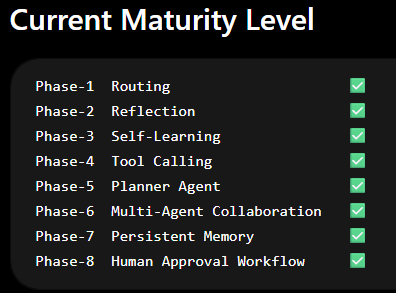 Current Maturity Level
Phase-1 Routing ✅
Phase-2 Reflection ✅
Phase-3 Self-Learning ✅
Phase-4 Tool Calling ✅
Phase-5 Planner Agent ✅
Phase-6 Multi-Agent Collaboration ✅
Phase-7 Persistent Memory ✅
Phase-8 Human Approval Workflow ✅